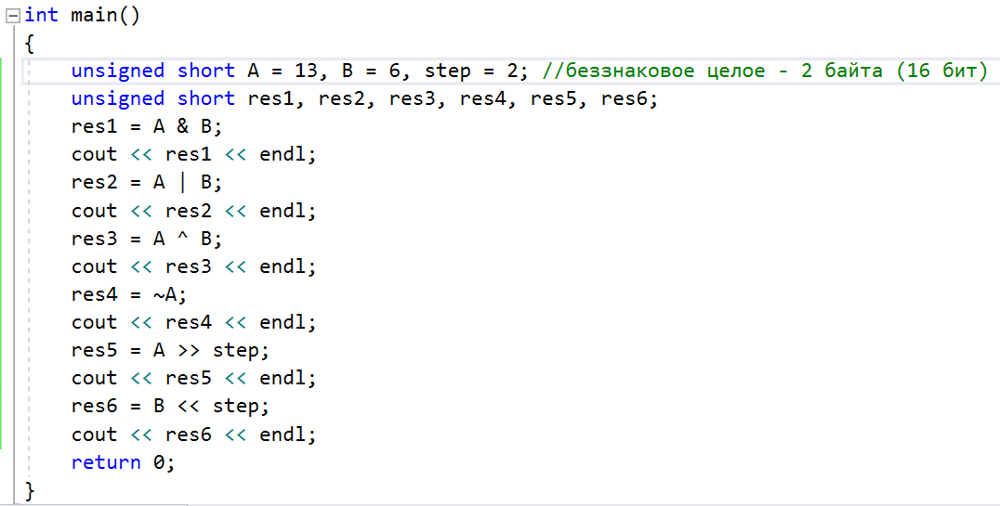 int main()
{
unsigned short A = 13, B = 6, step = 2; //беззнаковое целое - 2 байта (16 бит)
unsigned short res1, res2, res3, res4, res5, res6;
res1 = A & B;
cout << res1 << endl;
res2 = A | B;
cout << res2 << endl;
res3 = A ^ B;
cout << res3 << endl;
res4 = ~A;
cout << res4 << endl;
res5 = A >> step;
cout << res5 << endl;
res6 = B << step;
cout << res6 << endl;
return 0;
}